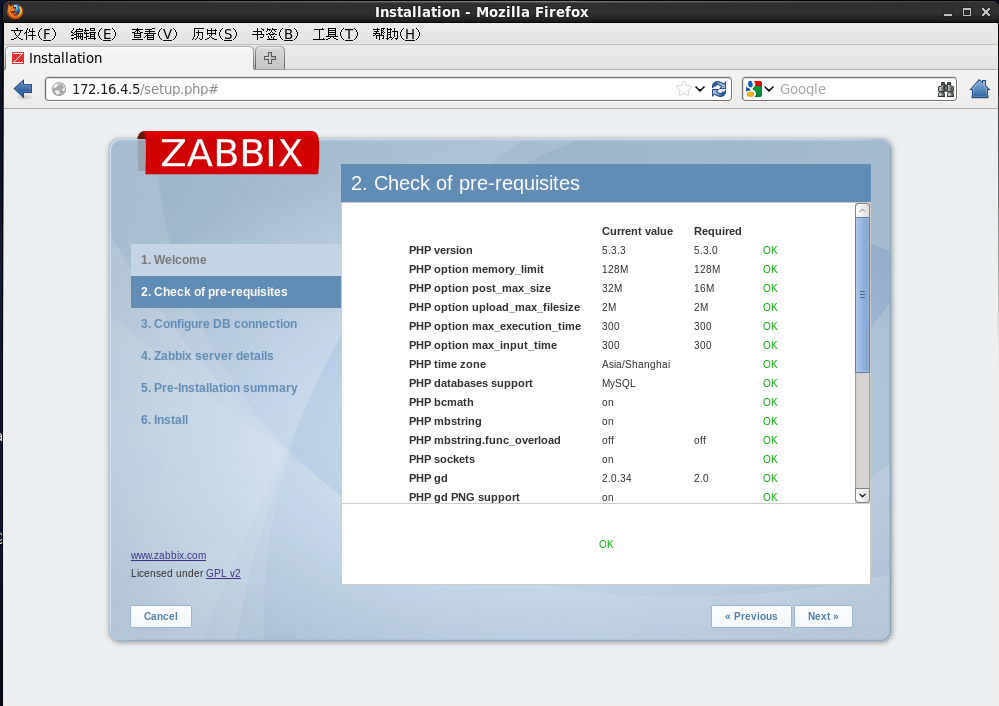 Installation - Mozilla Firefox
文件(F) 编辑(E) 查看(V) 历史(S) 书签(B) 工具(T) 帮助(H)
Installation
172.16.4.5/setup.php# Google
ZABBIX
2. Check of pre-requisites
1. Welcome
2. Check of pre-requisites
3. Configure DB connection
4. Zabbix server details
5. Pre-Installation summary
6. Install
Current value Required
PHP version 5.3.3 5.3.0 OK
PHP option memory_limit 128M 128M OK
PHP option post_max_size 32M 16M OK
PHP option upload_max_filesize 2M 2M OK
PHP option max_execution_time 300 300 OK
PHP option max_input_time 300 300 OK
PHP time zone Asia/Shanghai OK
PHP databases support MySQL OK
PHP bcmath on OK
PHP mbstring on OK
PHP mbstring.func_overload off off OK
PHP sockets on OK
PHP gd 2.0.34 2.0 OK
PHP gd PNG support on OK
OK
www.zabbix.com
Licensed under GPL v2
Cancel « Previous Next »